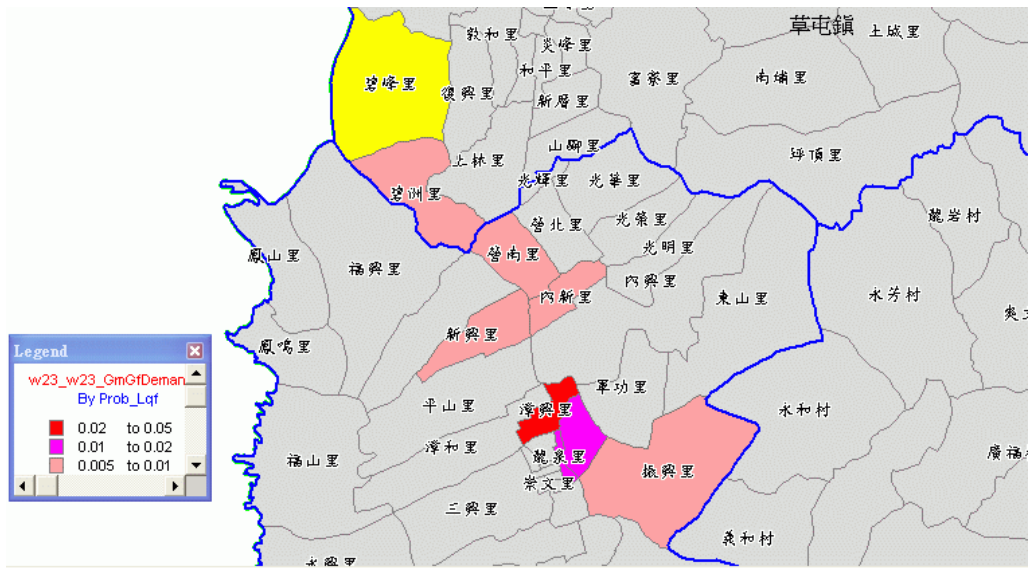 草屯鎮
土城里
敦和里
炎峰里
和平里
富寮里
南埔里
碧峰里
復興里
新厝里
山腳里
坪頂里
上林里
光輝里
光華里
碧洲里
龍岩村
營北里
光榮里
光明里
鳳山里
福興里
營南里
內興里
內新里
東山里
永芳村
新興里
鳳鳴里
Legend
w23_w23_GmGfDeman
By Prob_Lqf
0.02 to 0.05
0.01 to 0.02
0.005 to 0.01
軍功里
平山里
漳興里
永和村
漳和里
福山里
龍泉里
振興里
崇文里
三興里
義和村
永興里